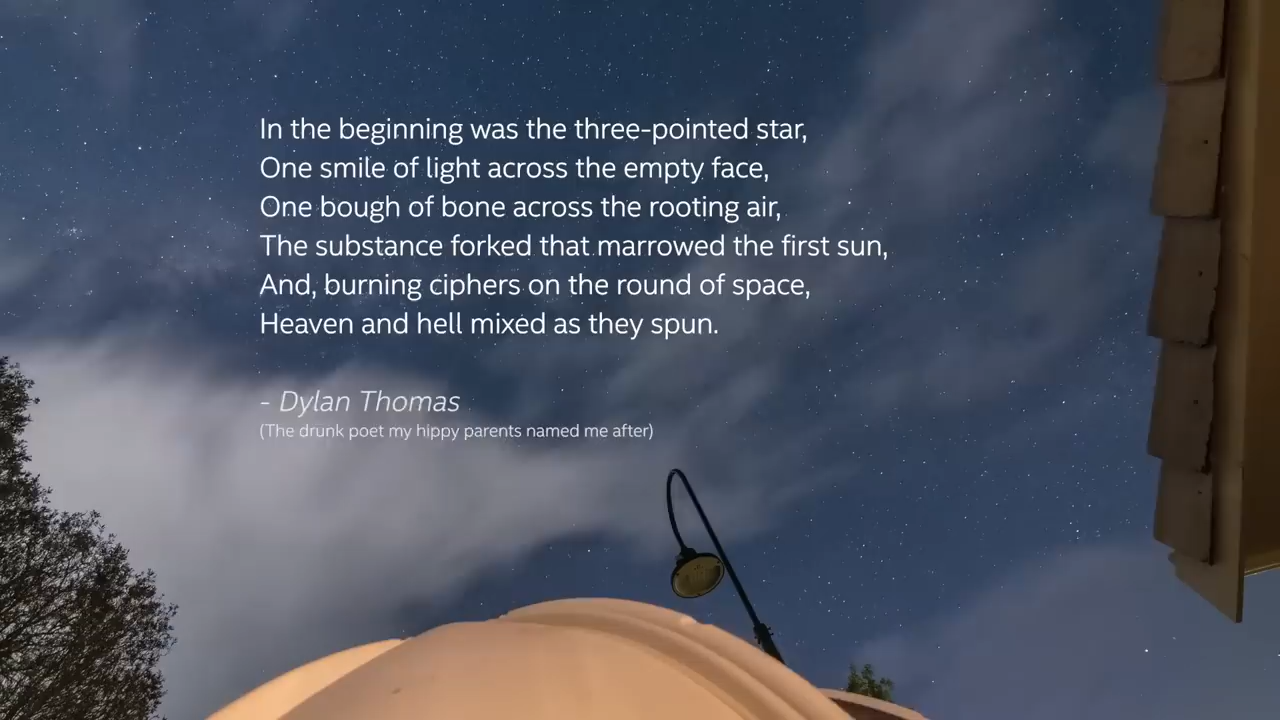 In the beginning was the three-pointed star,
One smile of light across the empty face,
One bough of bone across the rooting air,
The substance forked that marrowed the first sun,
And, burning ciphers on the round of space,
Heaven and hell mixed as they spun.
- Dylan Thomas
(The drunk poet my hippy parents named me after)